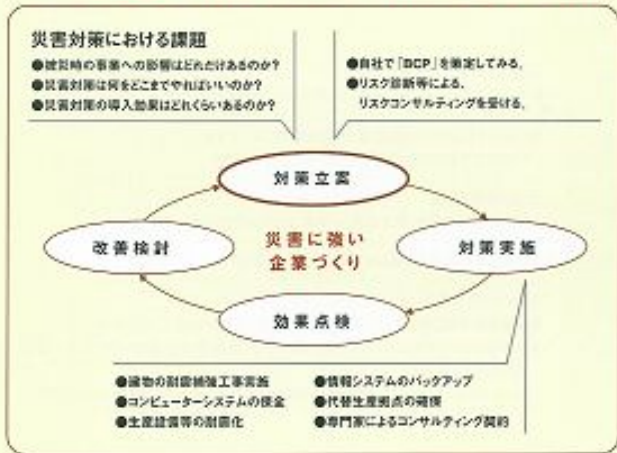 災害対策における課題
●被災時の事業への影響はどれだけあるのか?
●災害対策は何をどこまでやればいいのか?
●災害対策の導入効果はどれくらいあるのか?
●自社で「BCP」を策定してみる。
●リスク診断等による、
リスクコンサルティングを受ける。
対策立案
改善検討
災害に強い
企業づくり
対策実施
効果点検
●建物の耐震補強工事実施
●コンピューターシステムの保全
●生産設備等の耐震化
●情報システムのバックアップ
●代替生産拠点の確保
●専門家によるコンサルティング契約